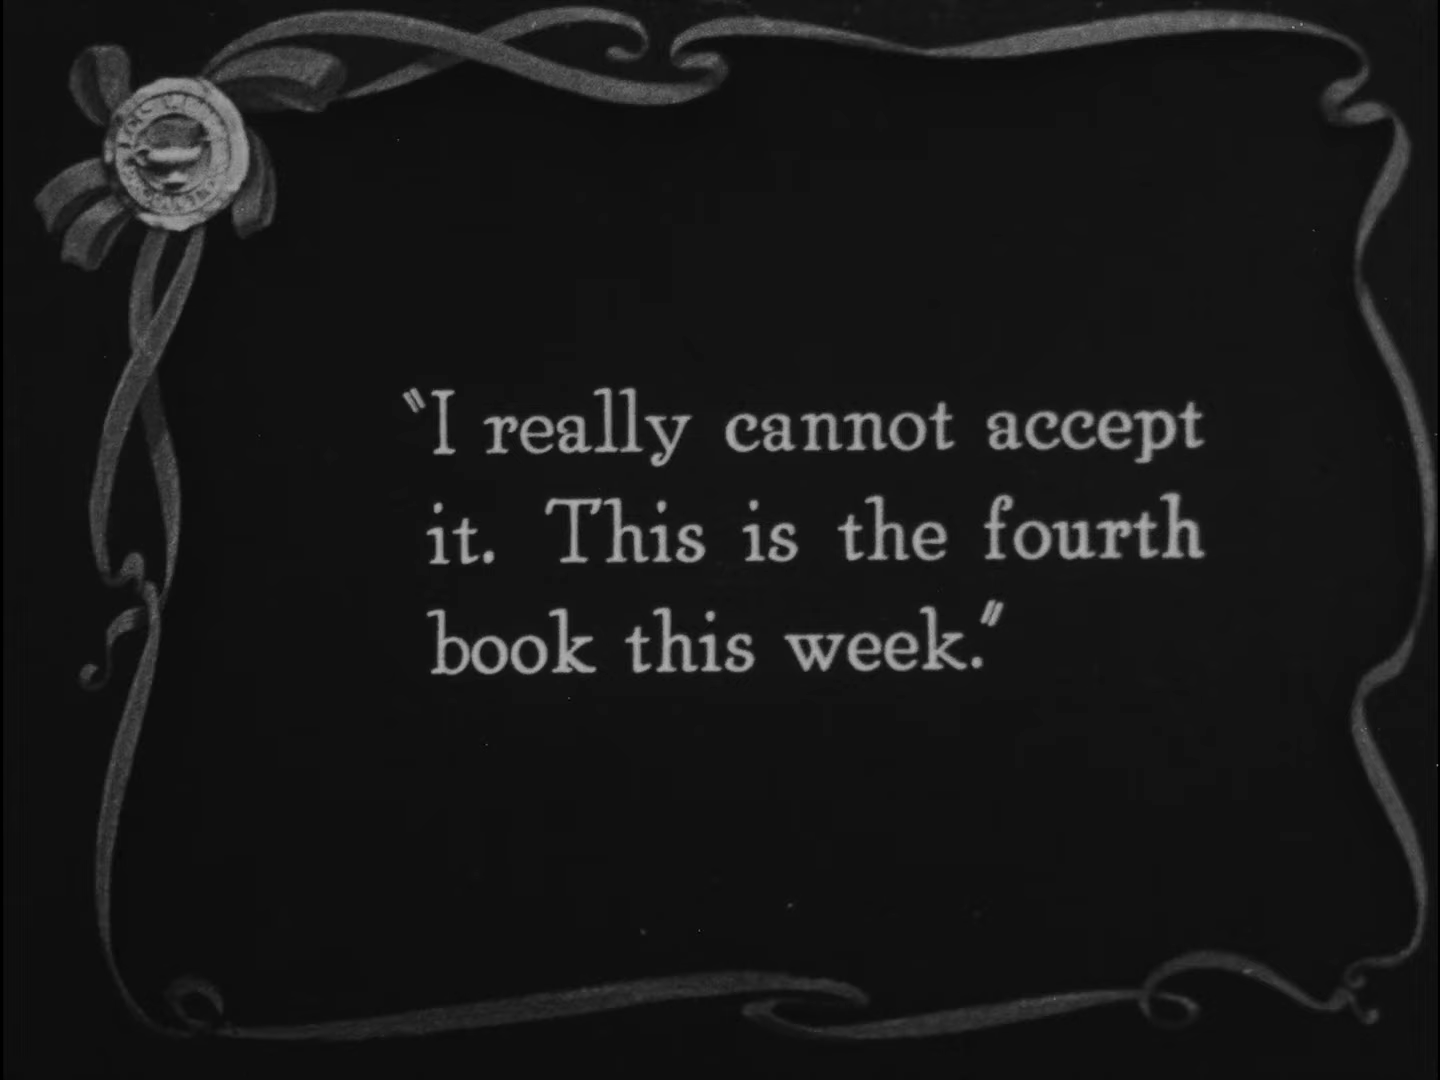 "I really cannot accept
it. This is the fourth
book this week."